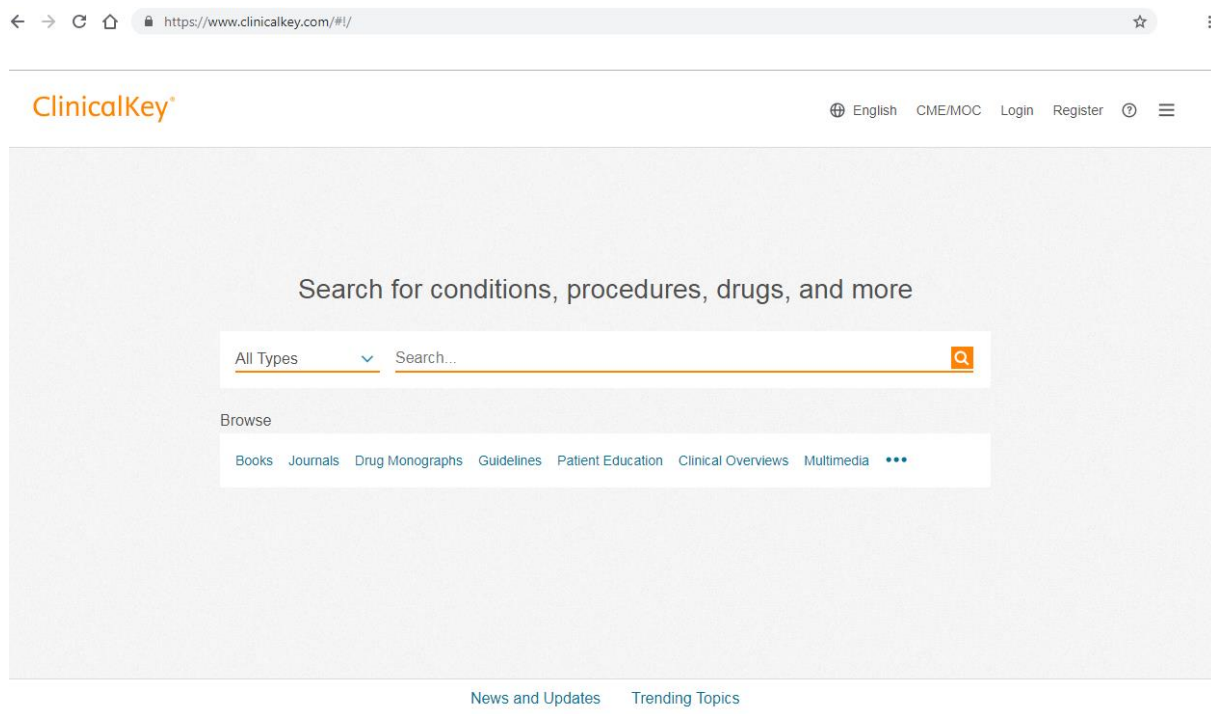 https://www.clinicalkey.com/#!/
ClinicalKey®
English CME/MOC Login Register ?
Search for conditions, procedures, drugs, and more
All Types Search...
Browse
Books Journals Drug Monographs Guidelines Patient Education Clinical Overviews Multimedia •••
News and Updates Trending Topics